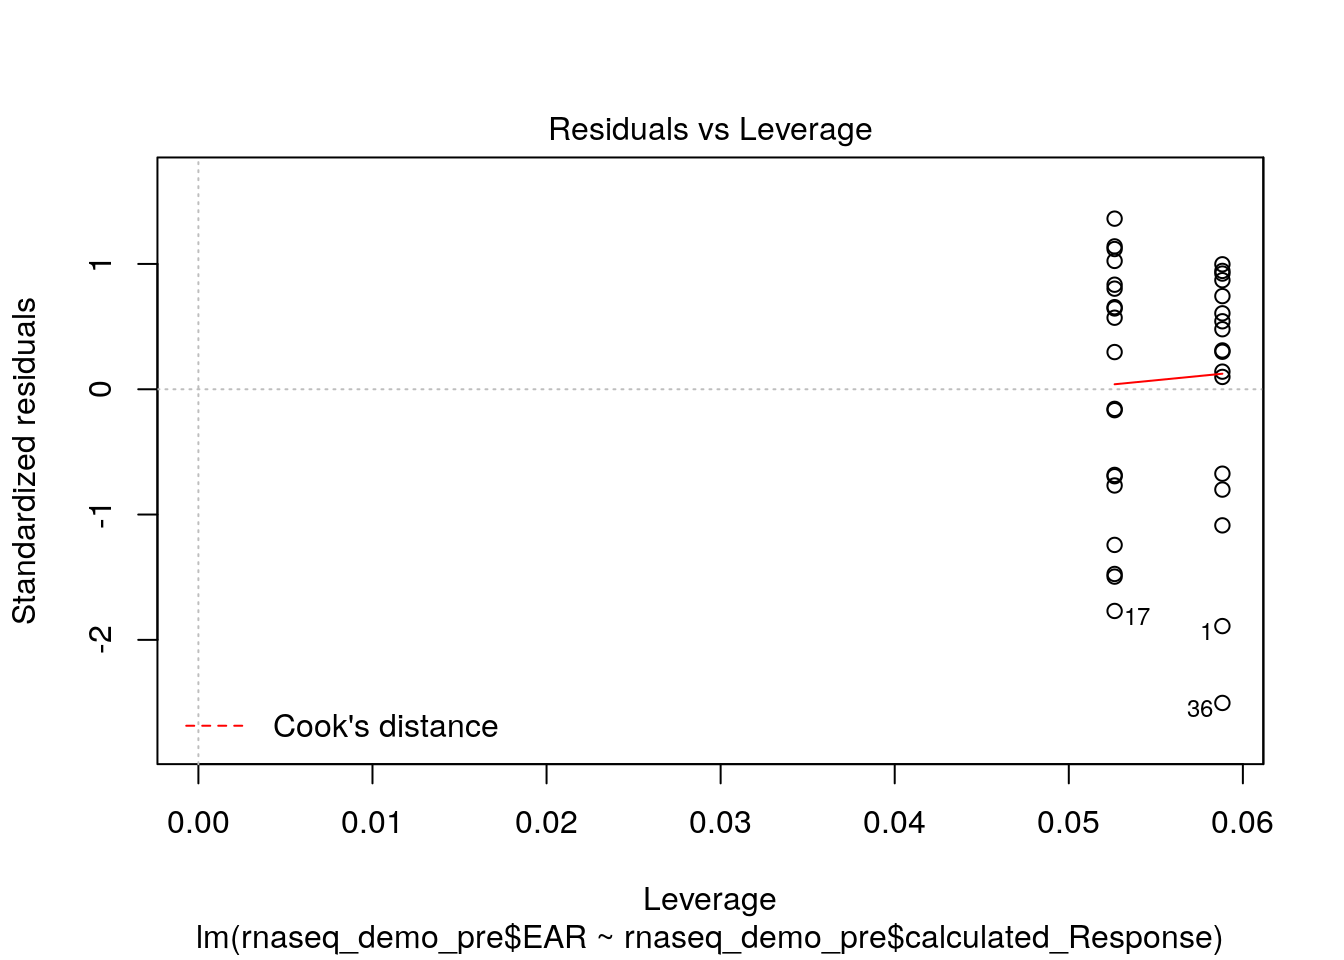 Residuals vs Leverage
Standardized residuals
1
0
-1
-2
17
1
36
Cook's distance
0.00 0.01 0.02 0.03 0.04 0.05 0.06
Leverage
lm(rnaseq_demo_pre$EAR ~ rnaseq_demo_pre$calculated_Response)